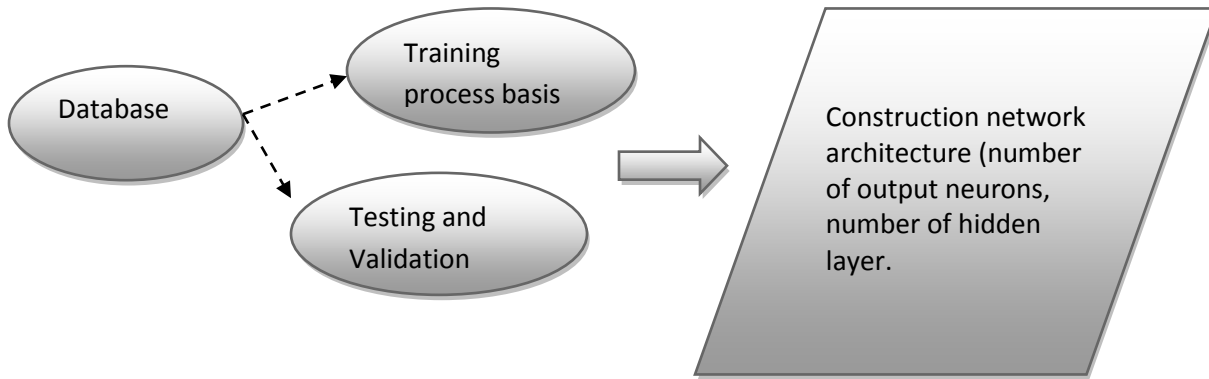 Database
Training
process basis
Testing and
Validation
Construction network
architecture (number
of output neurons,
number of hidden
layer.